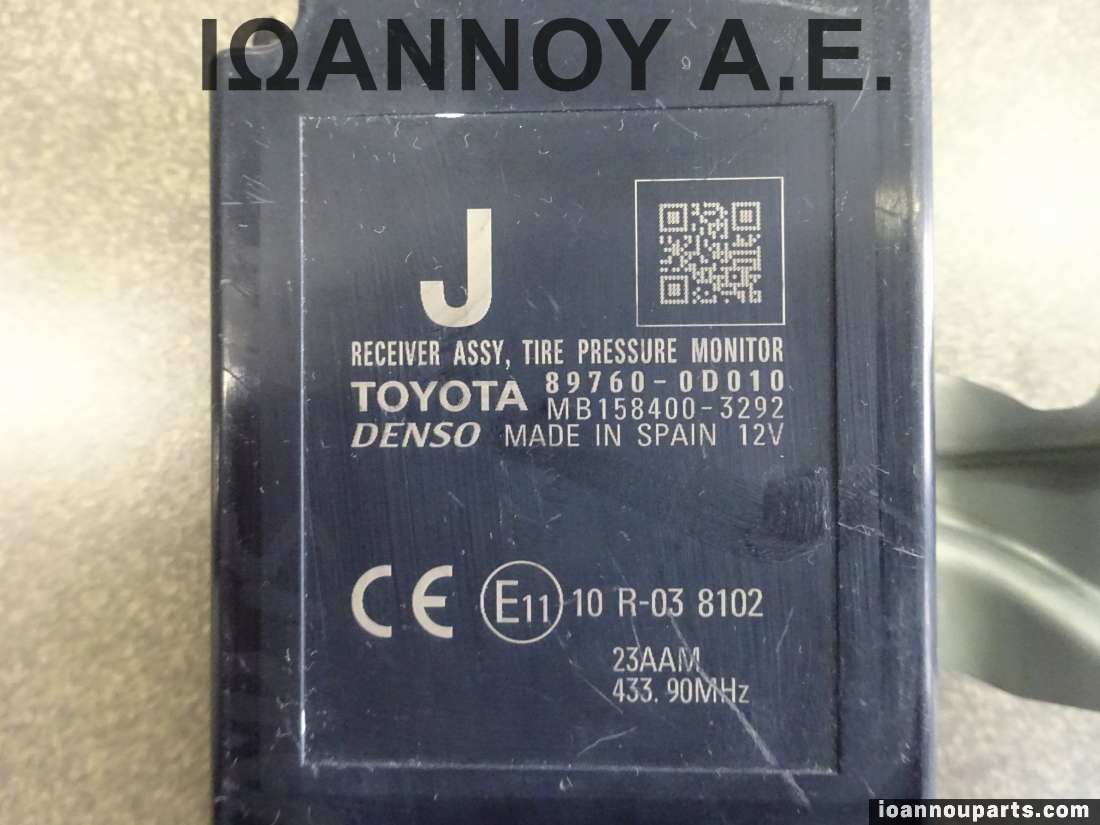 ΙΩΑΝΝΟΥ Α.Ε.
J
RECEIVER ASSY, TIRE PRESSURE MONITOR
TOYOTA 89760-0D010
MB158400-3292
DENSO MADE IN SPAIN 12V
CE E11 10 R-03 8102
23AAM
433.90MHz
ioannouparts.com